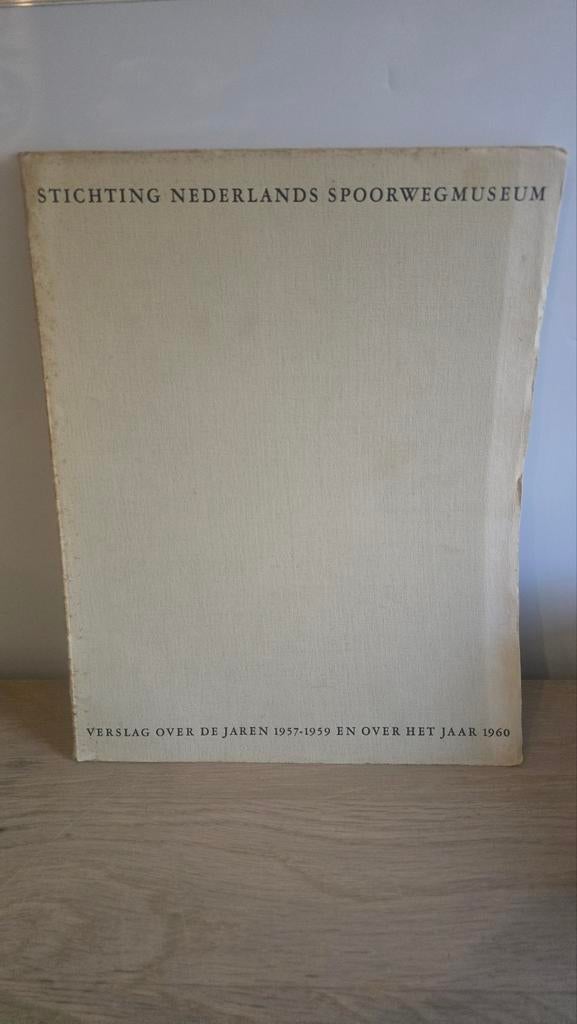 STICHTING NEDERLANDS SPOORWEGMUSEUM
VERSLAG OVER DE JAREN 1957-1959 EN OVER HET JAAR 1960